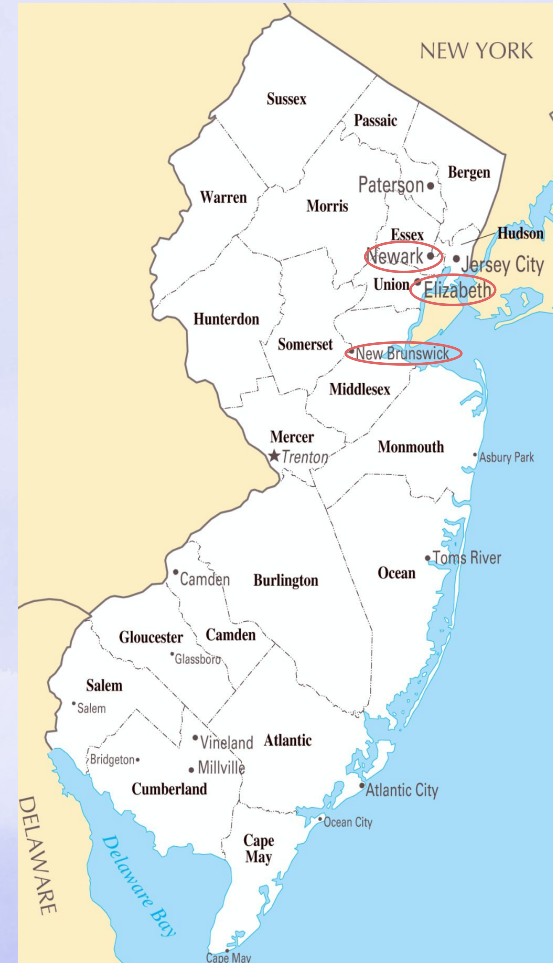 NEW YORK
Sussex
Passaic
Bergen
Paterson
Warren
Morris
Essex
Hudson
Newark
Jersey City
Union
Elizabeth
Hunterdon
Somerset
New Brunswick
Middlesex
Mercer
Trenton
Monmouth
Asbury Park
Toms River
Ocean
Camden
Burlington
Gloucester
Camden
Glassboro
Salem
Salem
Vineland
Atlantic
Bridgeton
Millville
Cumberland
Atlantic City
Ocean City
DELAWARE
Cape
May
Delaware Bay
Cape May